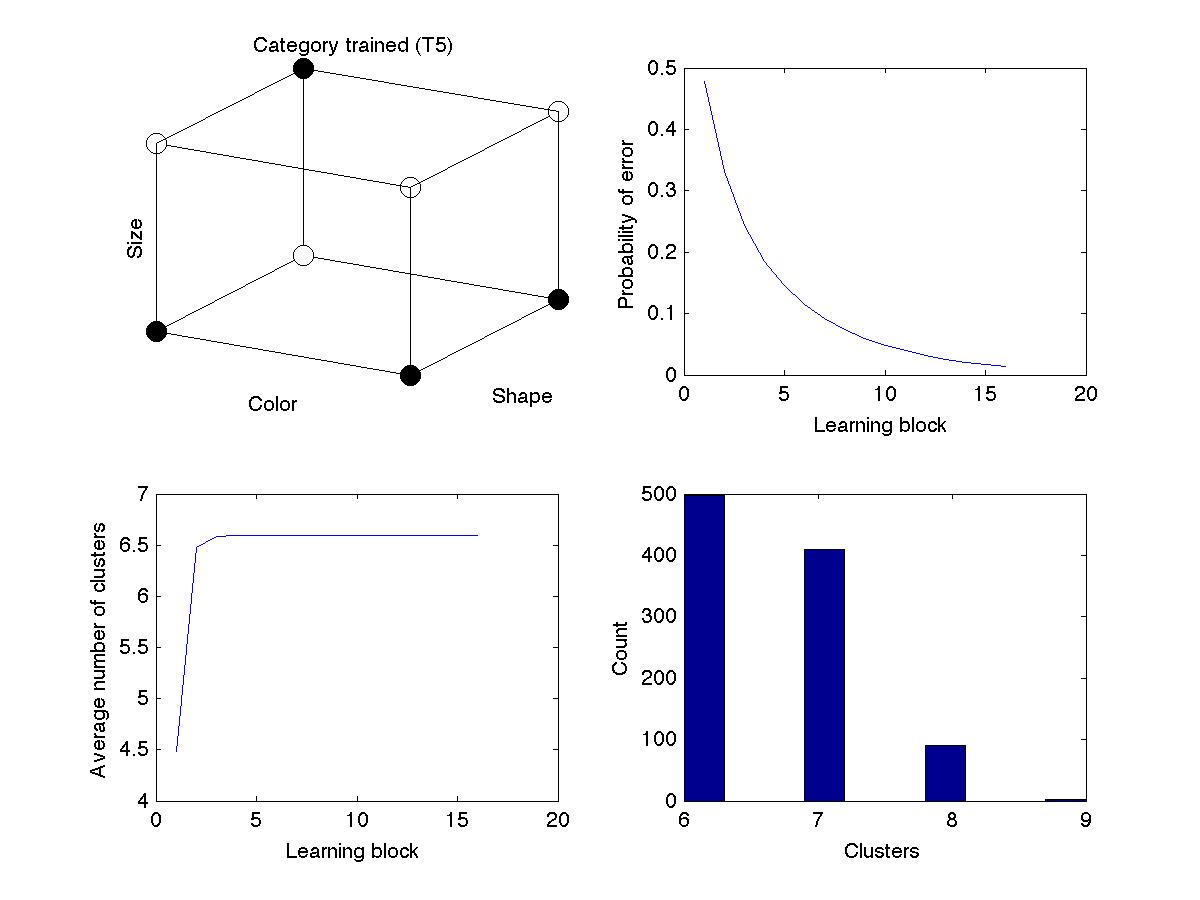 Category trained (T5)
Size
Color
Shape
0.5
0.4
0.3
0.2
0.1
0
Probability of error
0 5 10 15 20
Learning block
7
6.5
6
5.5
5
4.5
4
Average number of clusters
0 5 10 15 20
Learning block
500
400
300
200
100
0
Count
6 7 8 9
Clusters